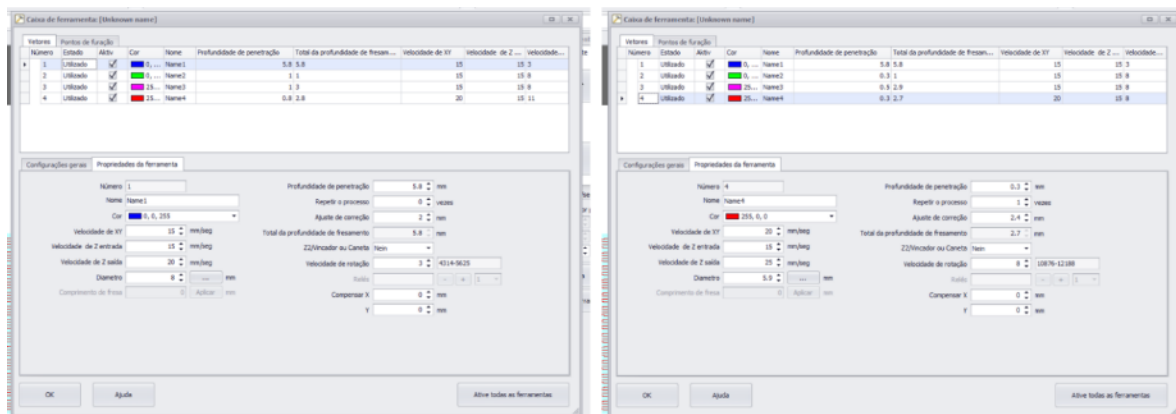 Caixa de ferramenta: [Unknown name]
Vetores Pontos de furação
Número Estado Aktiv Cor Nome Profundidade de penetração Total da profundidade de fresam... Velocidade de XY Velocidade de Z ... Velocidade...
1 Utilizado 0, ... Name1 5.8 5.8 15 15 3
2 Utilizado 0, ... Name2 1 1 15 15 8
3 Utilizado 25... Name3 1 3 15 15 8
4 Utilizado 25... Name4 0.8 2.8 20 15 11
Configurações gerais Propriedades da ferramenta
Número 1 Profundidade de penetração 5.8 mm
Nome Name1 Repetir o processo 0 vezes
Cor 0, 0, 255 Ajuste de correção 2 mm
Velocidade de XY 15 mm/seg Total da profundidade de fresamento 5.8 mm
Velocidade de Z entrada 15 mm/seg Z2/Vincador ou Caneta Nein
Velocidade de Z saída 20 mm/seg Velocidade de rotação 3 4314-5625
Diametro 8 ... mm Relés + = 1
Comprimento de fresa 0 Aplicar mm Compensar X 0 mm
Y 0 mm
OK Ajuda Ative todas as ferramentas
Caixa de ferramenta: [Unknown name]
Vetores Pontos de furação
Número Estado Aktiv Cor Nome Profundidade de penetração Total da profundidade de fresam... Velocidade de XY Velocidade de Z ... Velocidade...
1 Utilizado 0, ... Name1 5.8 5.8 15 15 3
2 Utilizado 0, ... Name2 0.3 1 15 15 8
3 Utilizado 25... Name3 0.5 2.9 15 15 8
4 Utilizado 25... Name4 0.3 2.7 20 15 8
Configurações gerais Propriedades da ferramenta
Número 4 Profundidade de penetração 0.3 mm
Nome Name4 Repetir o processo 1 vezes
Cor 255, 0, 0 Ajuste de correção 2.4 mm
Velocidade de XY 20 mm/seg Total da profundidade de fresamento 2.7 mm
Velocidade de Z entrada 15 mm/seg Z2/Vincador ou Caneta Nein
Velocidade de Z saída 25 mm/seg Velocidade de rotação 8 10876-12188
Diametro 5.9 ... mm Relés + = 1
Comprimento de fresa 0 Aplicar mm Compensar X 0 mm
Y 0 mm
OK Ajuda Ative todas as ferramentas